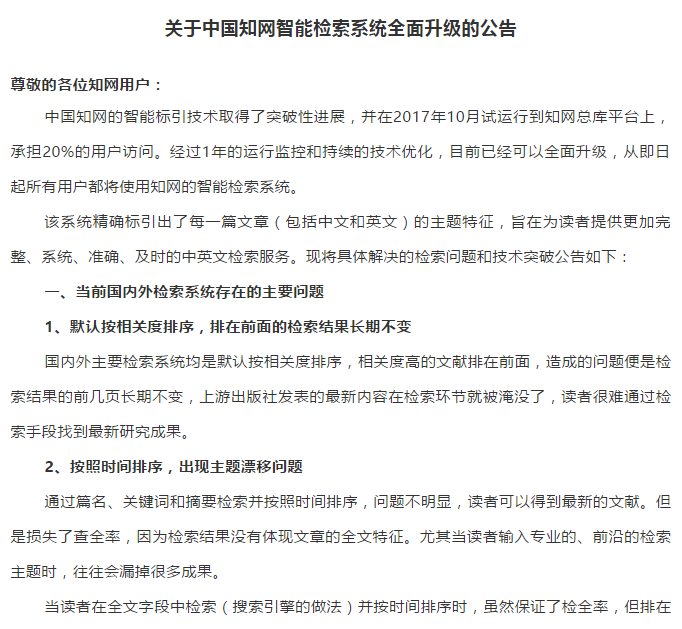 关于中国知网智能检索系统全面升级的公告
尊敬的各位知网用户：
中国知网的智能标引技术取得了突破性进展，并在2017年10月试运行到知网总库平台上，
承担20%的用户访问。经过1年的运行监控和持续的技术优化，目前已经可以全面升级，从即日
起所有用户都将使用知网的智能检索系统。
该系统精确标引出了每一篇文章（包括中文和英文）的主题特征，旨在为读者提供更加完
整、系统、准确、及时的中英文检索服务。现将具体解决的检索问题和技术突破公告如下：
一、当前国内外检索系统存在的主要问题
1、默认按相关度排序，排在前面的检索结果长期不变
国内外主要检索系统均是默认按相关度排序，相关度高的文献排在前面，造成的问题便是检
索结果的前几页长期不变，上游出版社发表的最新内容在检索环节就被淹没了，读者很难通过检
索手段找到最新研究成果。
2、按照时间排序，出现主题漂移问题
通过篇名、关键词和摘要检索并按照时间排序，问题不明显，读者可以得到最新的文献。但
是损失了查全率，因为检索结果没有体现文章的全文特征。尤其当读者输入专业的、前沿的检索
主题时，往往会漏掉很多成果。
当读者在全文字段中检索（搜索引擎的做法）并按时间排序时，虽然保证了检全率，但排在